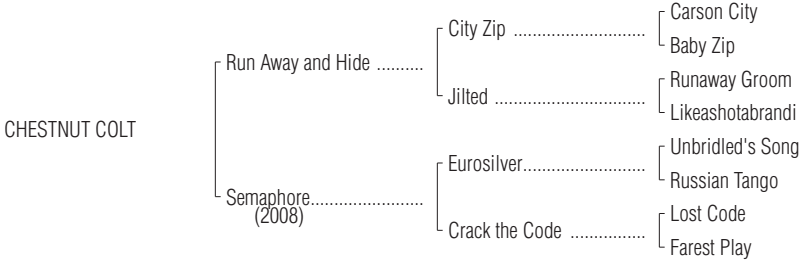 Carson City
City Zip ............................
Baby Zip
Run Away and Hide ..........
Runaway Groom
Jilted ................................
Likeashotabrandi
CHESTNUT COLT
Unbridled's Song
Eurosilver..........................
Russian Tango
Semaphore........................
(2008)
Lost Code
Crack the Code ................
Farest Play